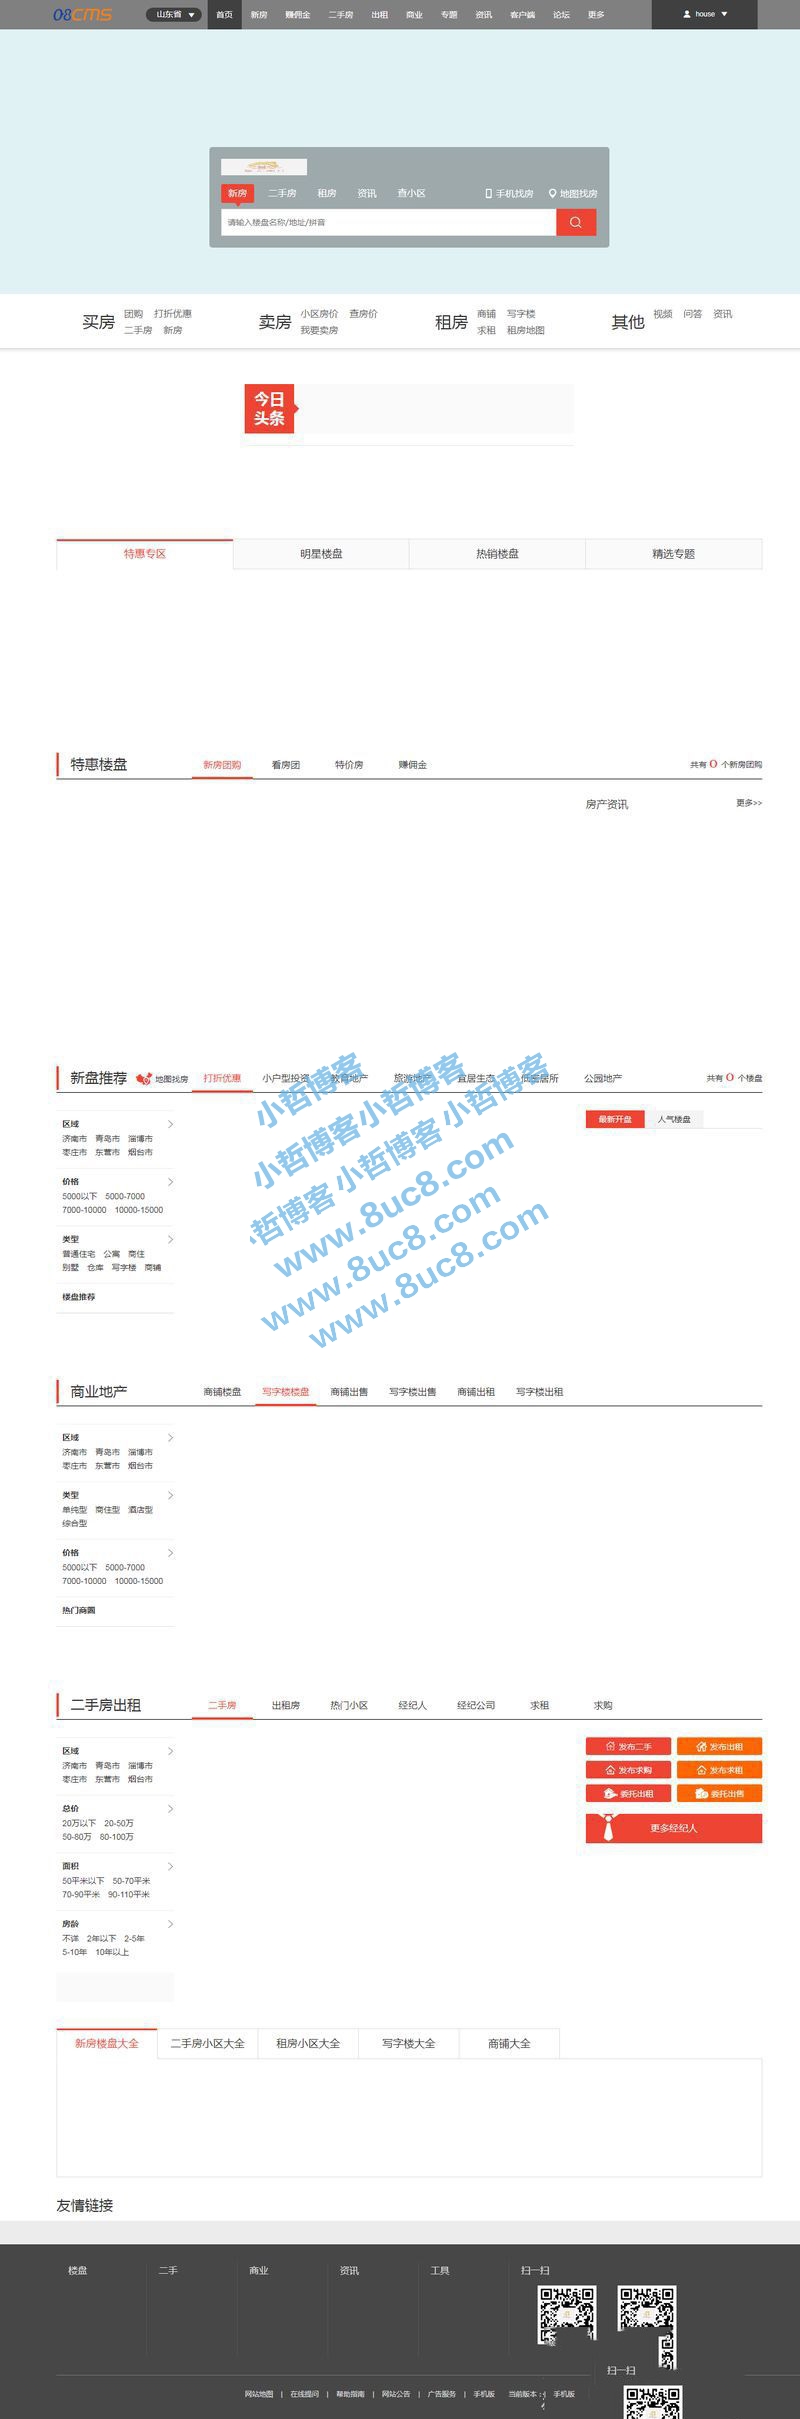 08CMS 山东省 首页 新房 赚佣金 二手房 出租 商业 专题 资讯 客户端 论坛 更多 house
新房 二手房 租房 资讯 查小区 手机找房 地图找房
请输入楼盘名称/地址/拼音
买房 团购 打折优惠 二手房 新房
卖房 小区房价 查房价 我要卖房
租房 商铺 写字楼 求租 租房地图
其他 视频 问答 资讯
今日
头条
特惠专区 明星楼盘 热销楼盘 精选专题
特惠楼盘 新房团购 看房团 特价房 赚佣金 共有 0 个新房团购
房产资讯 更多>>
新盘推荐 地图找房 打折优惠 小户型投资 教育地产 旅游地产 宜居生态 低密居所 公园地产 共有 0 个楼盘
小哲博客
小哲博客小哲博客
小哲博客小哲博客小哲博客
www.8uc8.com
www.8uc8.com
www.8uc8.com
最新开盘 人气楼盘
区域
济南市 青岛市 淄博市
枣庄市 东营市 烟台市
价格
5000以下 5000-7000
7000-10000 10000-15000
类型
普通住宅 公寓 商住
别墅 仓库 写字楼 商铺
楼盘推荐
商业地产 商铺楼盘 写字楼楼盘 商铺出售 写字楼出售 商铺出租 写字楼出租
区域
济南市 青岛市 淄博市
枣庄市 东营市 烟台市
类型
单纯型 商住型 酒店型
综合型
价格
5000以下 5000-7000
7000-10000 10000-15000
热门商圈
二手房出租 二手房 出租房 热门小区 经纪人 经纪公司 求租 求购
区域
济南市 青岛市 淄博市
枣庄市 东营市 烟台市
总价
20万以下 20-50万
50-80万 80-100万
面积
50平米以下 50-70平米
70-90平米 90-110平米
房龄
不详 2年以下 2-5年
5-10年 10年以上
发布二手 发布出租
发布求购 发布求租
委托出租 委托出售
更多经纪人
新房楼盘大全 二手房小区大全 租房小区大全 写字楼大全 商铺大全
友情链接
楼盘 二手 商业 资讯 工具 扫一扫
扫一扫
网站地图 | 在线提问 | 帮助指南 | 网站公告 | 广告服务 | 手机版 当前版本： 手机版